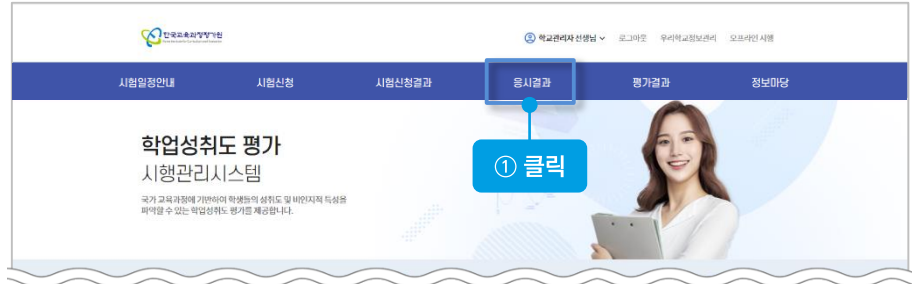 한국교육과정평가원
학교관리자 선생님 로그아웃 우리학교정보관리 오프라인 시행
시험일정안내 시험신청 시험신청결과 응시결과 평가결과 정보마당
① 클릭
학업성취도 평가
시행관리시스템
국가 교육과정에 기반하여 학생들의 성취도 및 비인지적 특성을
파악할 수 있는 학업성취도 평가를 제공합니다.